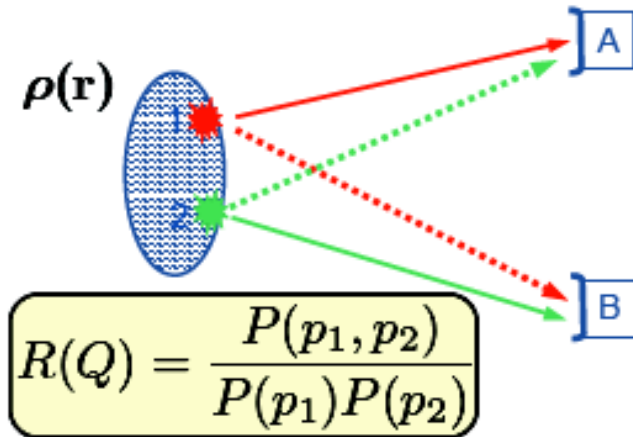 A
ρ(r)
1
2
B
R(Q) = P(p₁, p₂) / P(p₁)P(p₂)